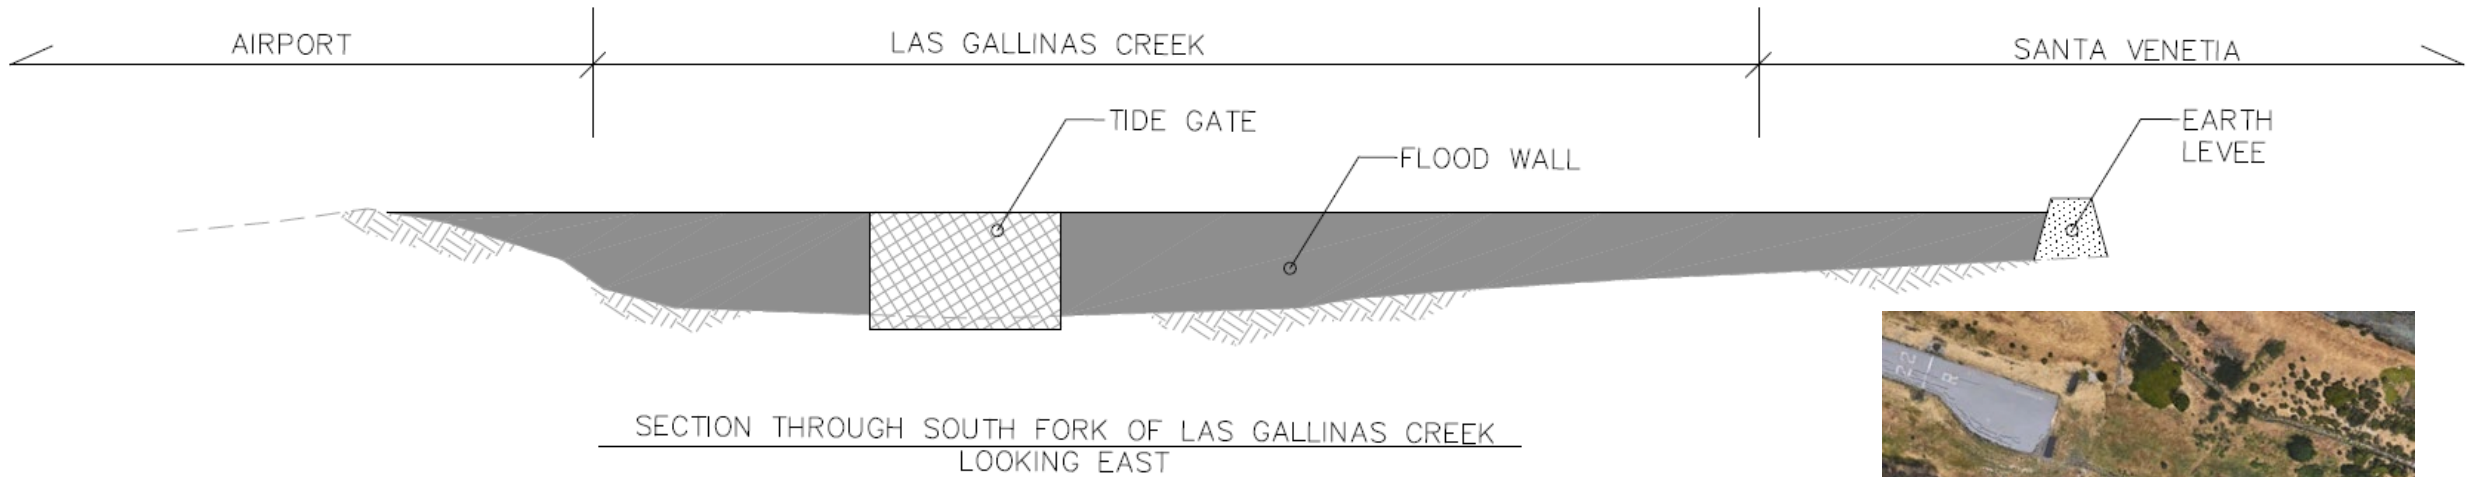 AIRPORT
LAS GALLINAS CREEK
SANTA VENETIA
TIDE GATE
FLOOD WALL
EARTH
LEVEE
SECTION THROUGH SOUTH FORK OF LAS GALLINAS CREEK
LOOKING EAST
22
R